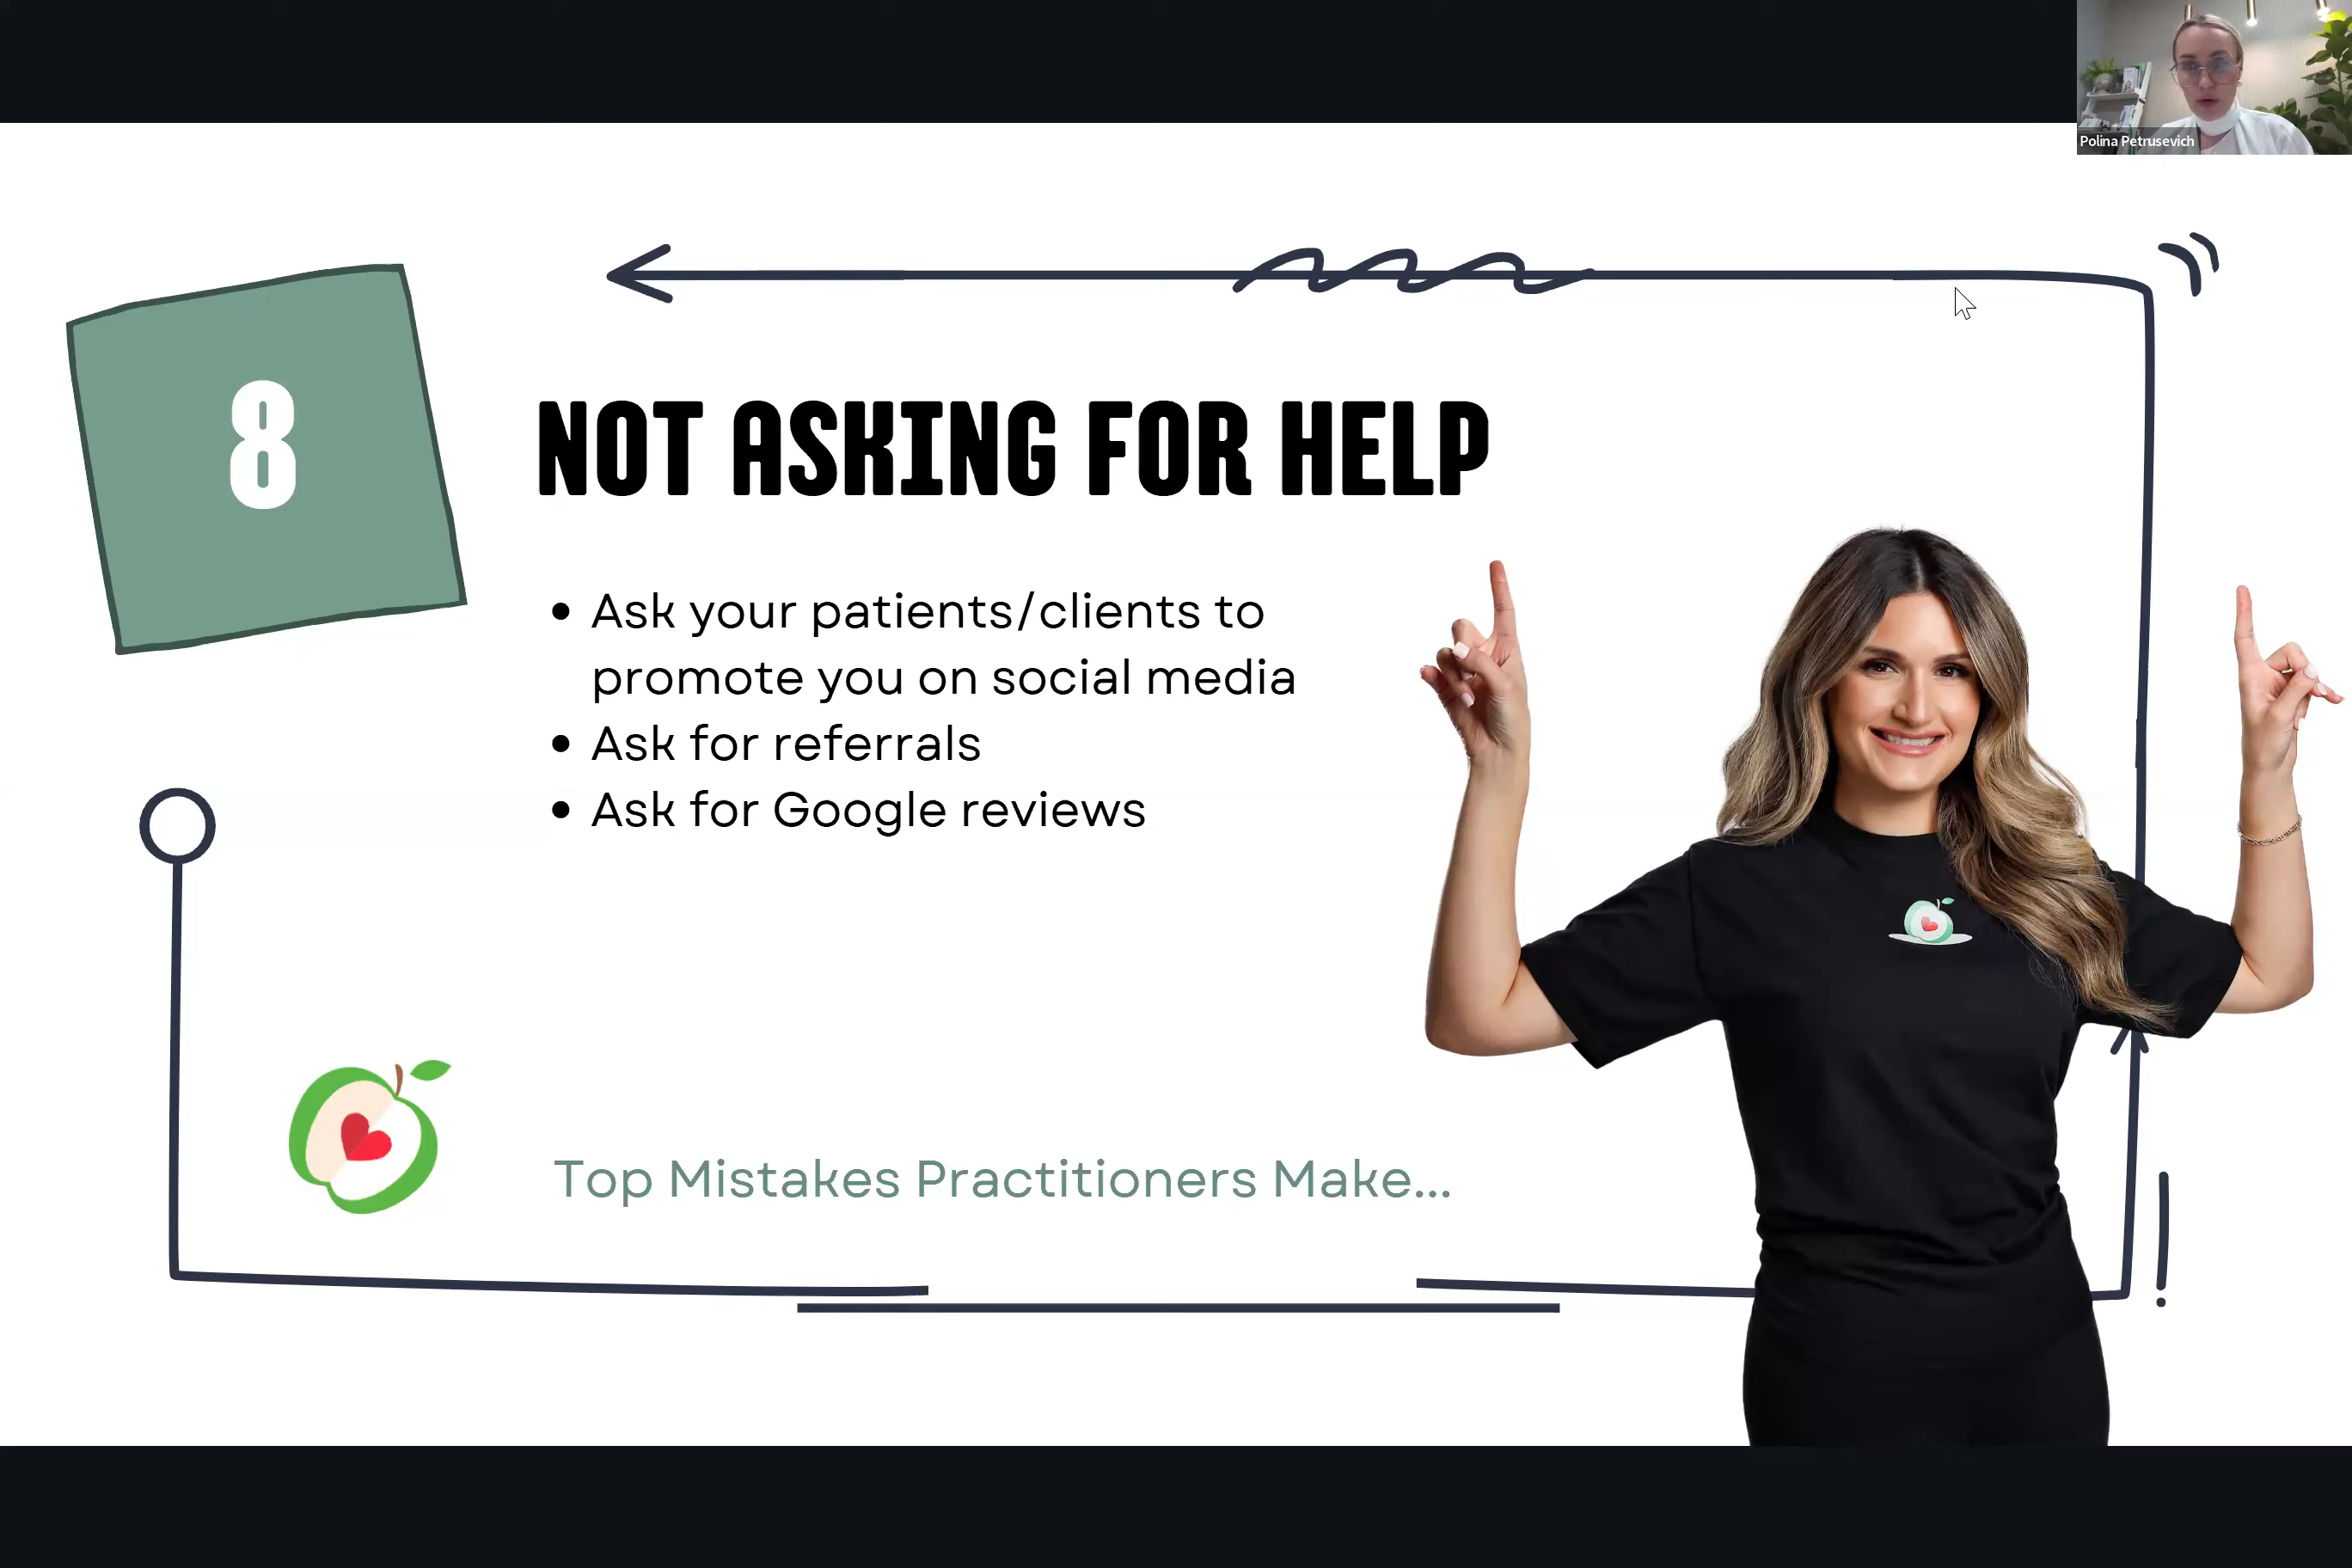 Polina Petrusevich
8
NOT ASKING FOR HELP
• Ask your patients/clients to
promote you on social media
• Ask for referrals
• Ask for Google reviews
Top Mistakes Practitioners Make...